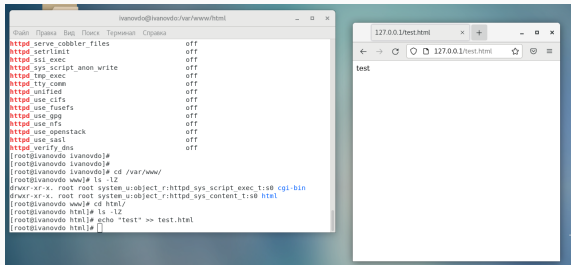 ivanovdo@ivanovdo:/var/www/html
Файл Правка Вид Поиск Терминал Справка
httpd_serve_cobbler_files off
httpd_setrlimit off
httpd_ssi_exec off
httpd_sys_script_anon_write off
httpd_tmp_exec off
httpd_tty_comm off
httpd_unified off
httpd_use_cifs off
httpd_use_fusefs off
httpd_use_gpg off
httpd_use_nfs off
httpd_use_openstack off
httpd_use_sasl off
httpd_verify_dns off
[root@ivanovdo ivanovdo]#
[root@ivanovdo ivanovdo]#
[root@ivanovdo ivanovdo]# cd /var/www/
[root@ivanovdo www]# ls -lZ
drwxr-xr-x. root root system_u:object_r:httpd_sys_script_exec_t:s0 cgi-bin
drwxr-xr-x. root root system_u:object_r:httpd_sys_content_t:s0 html
[root@ivanovdo www]# cd html/
[root@ivanovdo html]# ls -lZ
[root@ivanovdo html]# echo "test" >> test.html
[root@ivanovdo html]#
127.0.0.1/test.html
127.0.0.1/test.html
test